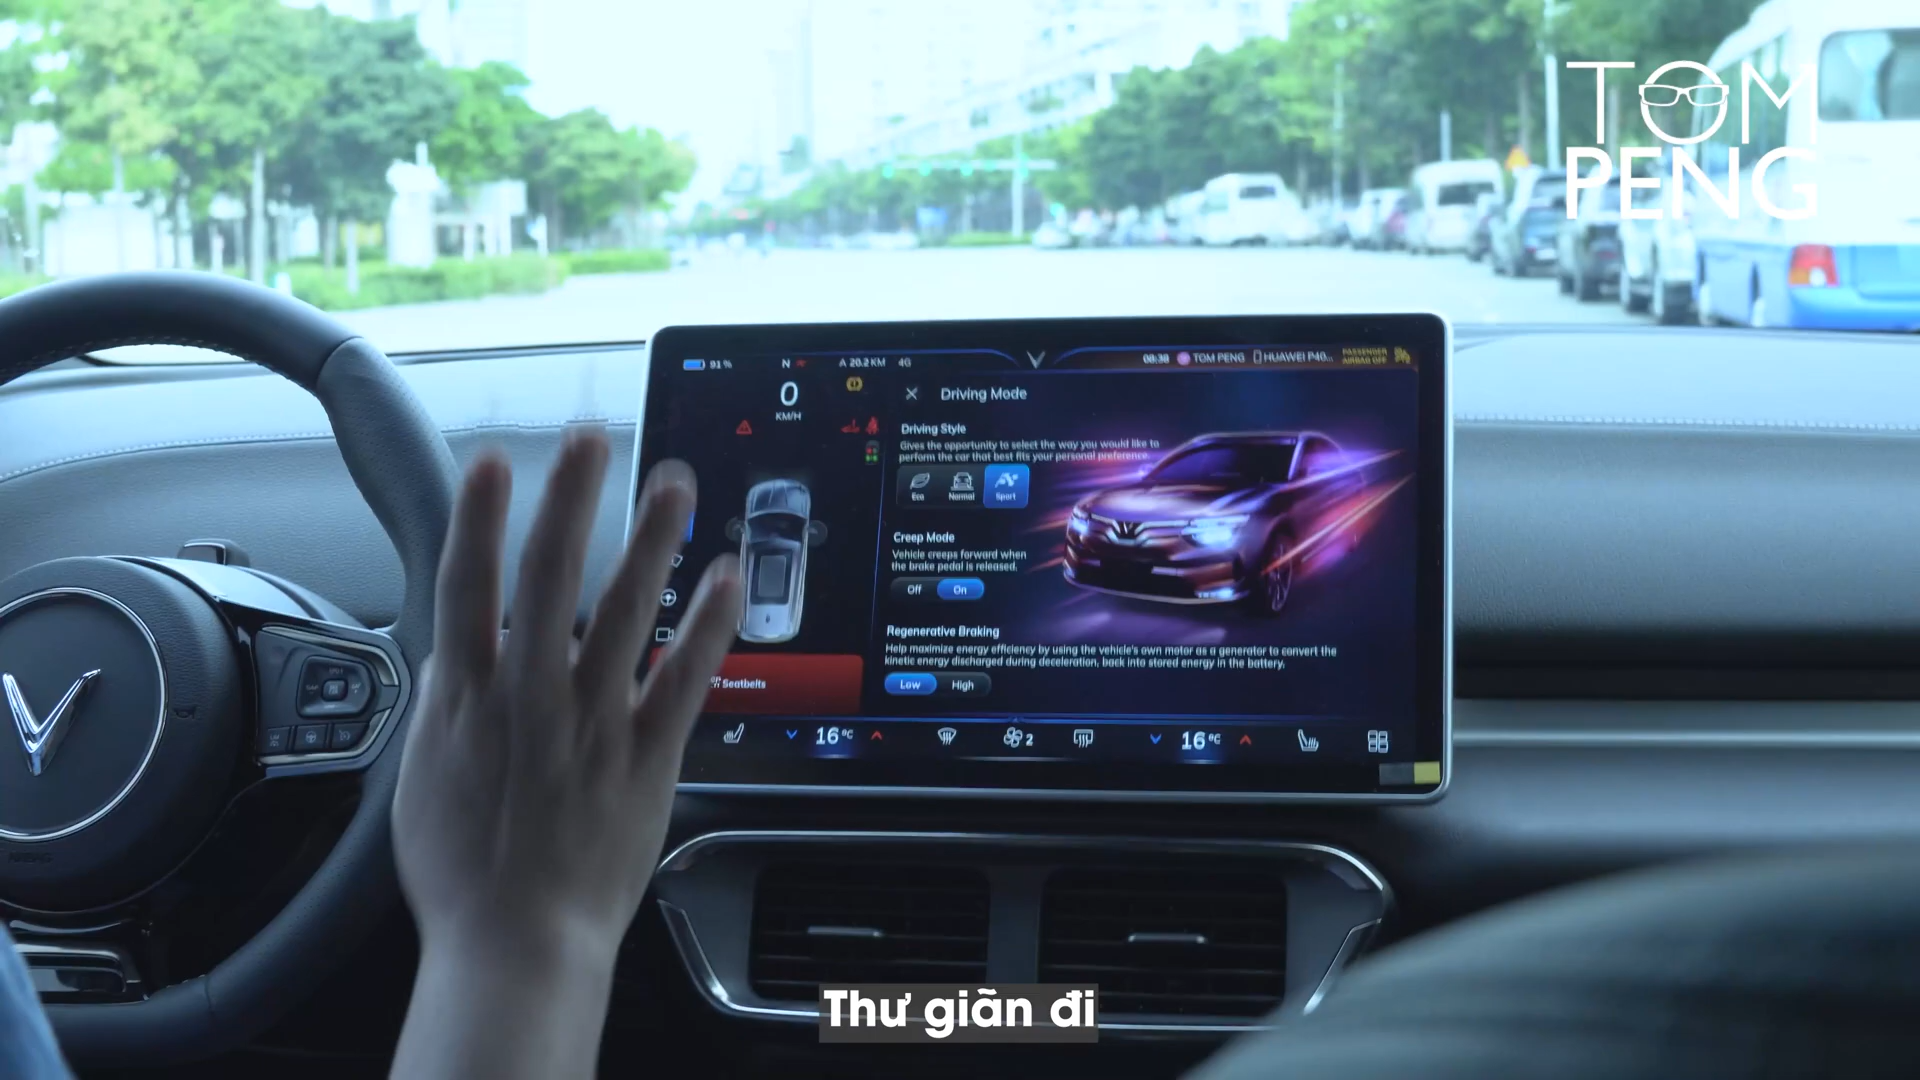 TOM
PENG
91%
N
A 20.2 KM
4G
08:38
TOM PENG
HUAWEI P40...
PASSENGER
AIRBAG OFF
0
KM/H
Driving Mode
Driving Style
Gives the opportunity to select the way you would like to
perform the car that best fits your personal preference.
Eco
Normal
Sport
Creep Mode
Vehicle creeps forward when
the brake pedal is released.
Off
On
Regenerative Braking
Help maximize energy efficiency by using the vehicle's own motor as a generator to convert the
kinetic energy discharged during deceleration, back into stored energy in the battery.
Low
High
Seatbelts
16°C
2
16°C
Thư giãn đi